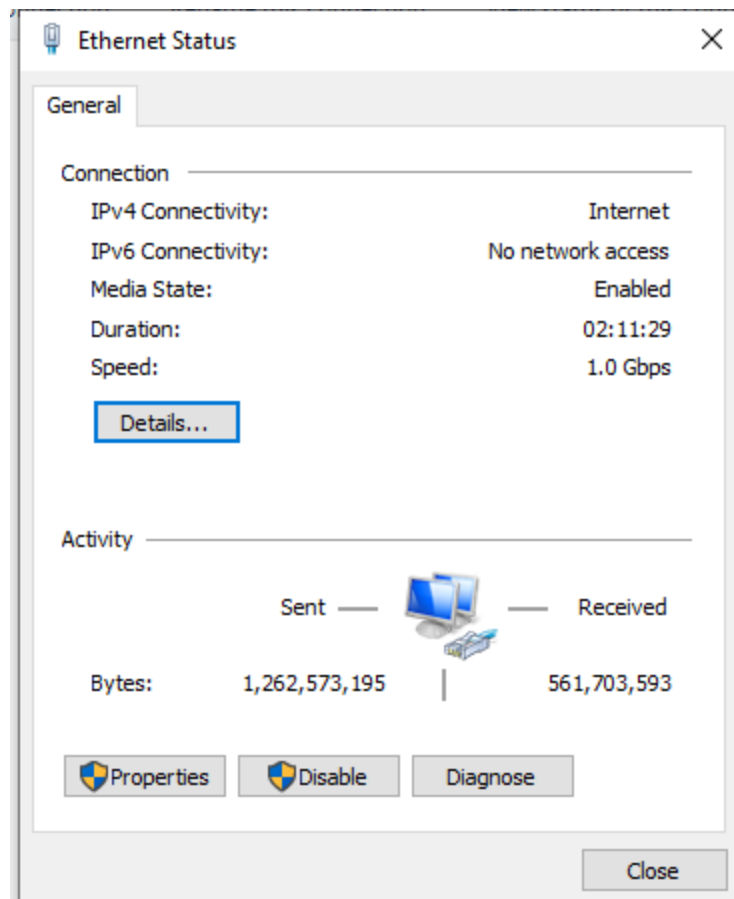 Ethernet Status
General
Connection
IPv4 Connectivity: Internet
IPv6 Connectivity: No network access
Media State: Enabled
Duration: 02:11:29
Speed: 1.0 Gbps
Details...
Activity
Sent Received
Bytes: 1,262,573,195 561,703,593
Properties Disable Diagnose
Close